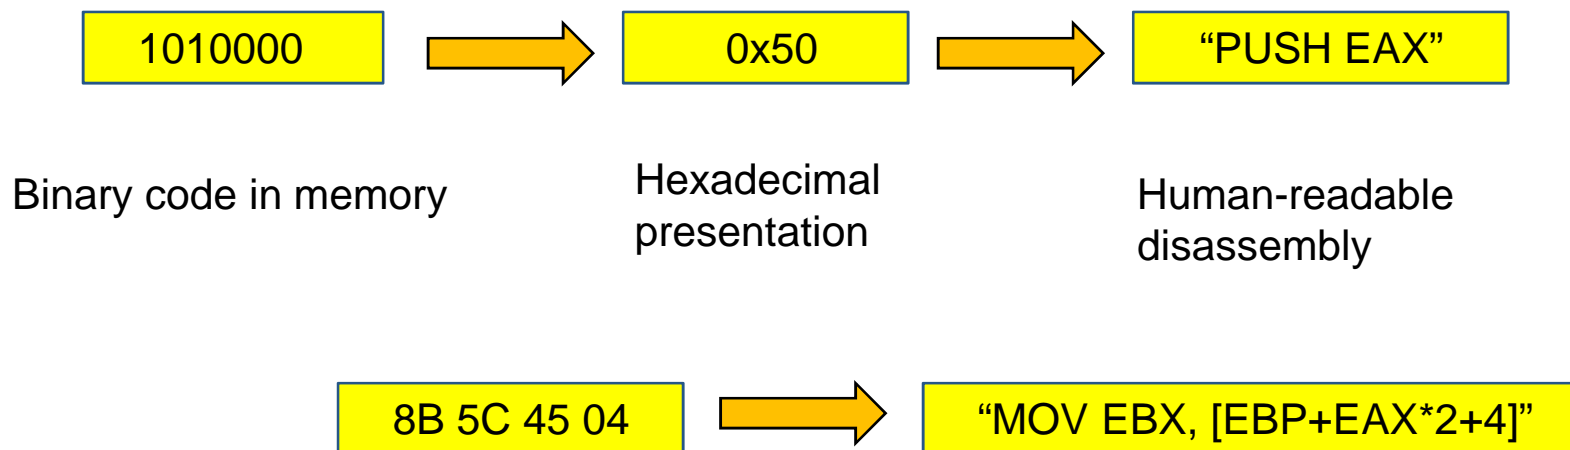 1010000
0x50
“PUSH EAX”
Binary code in memory
Hexadecimal
presentation
Human-readable
disassembly
8B 5C 45 04
“MOV EBX, [EBP+EAX*2+4]”